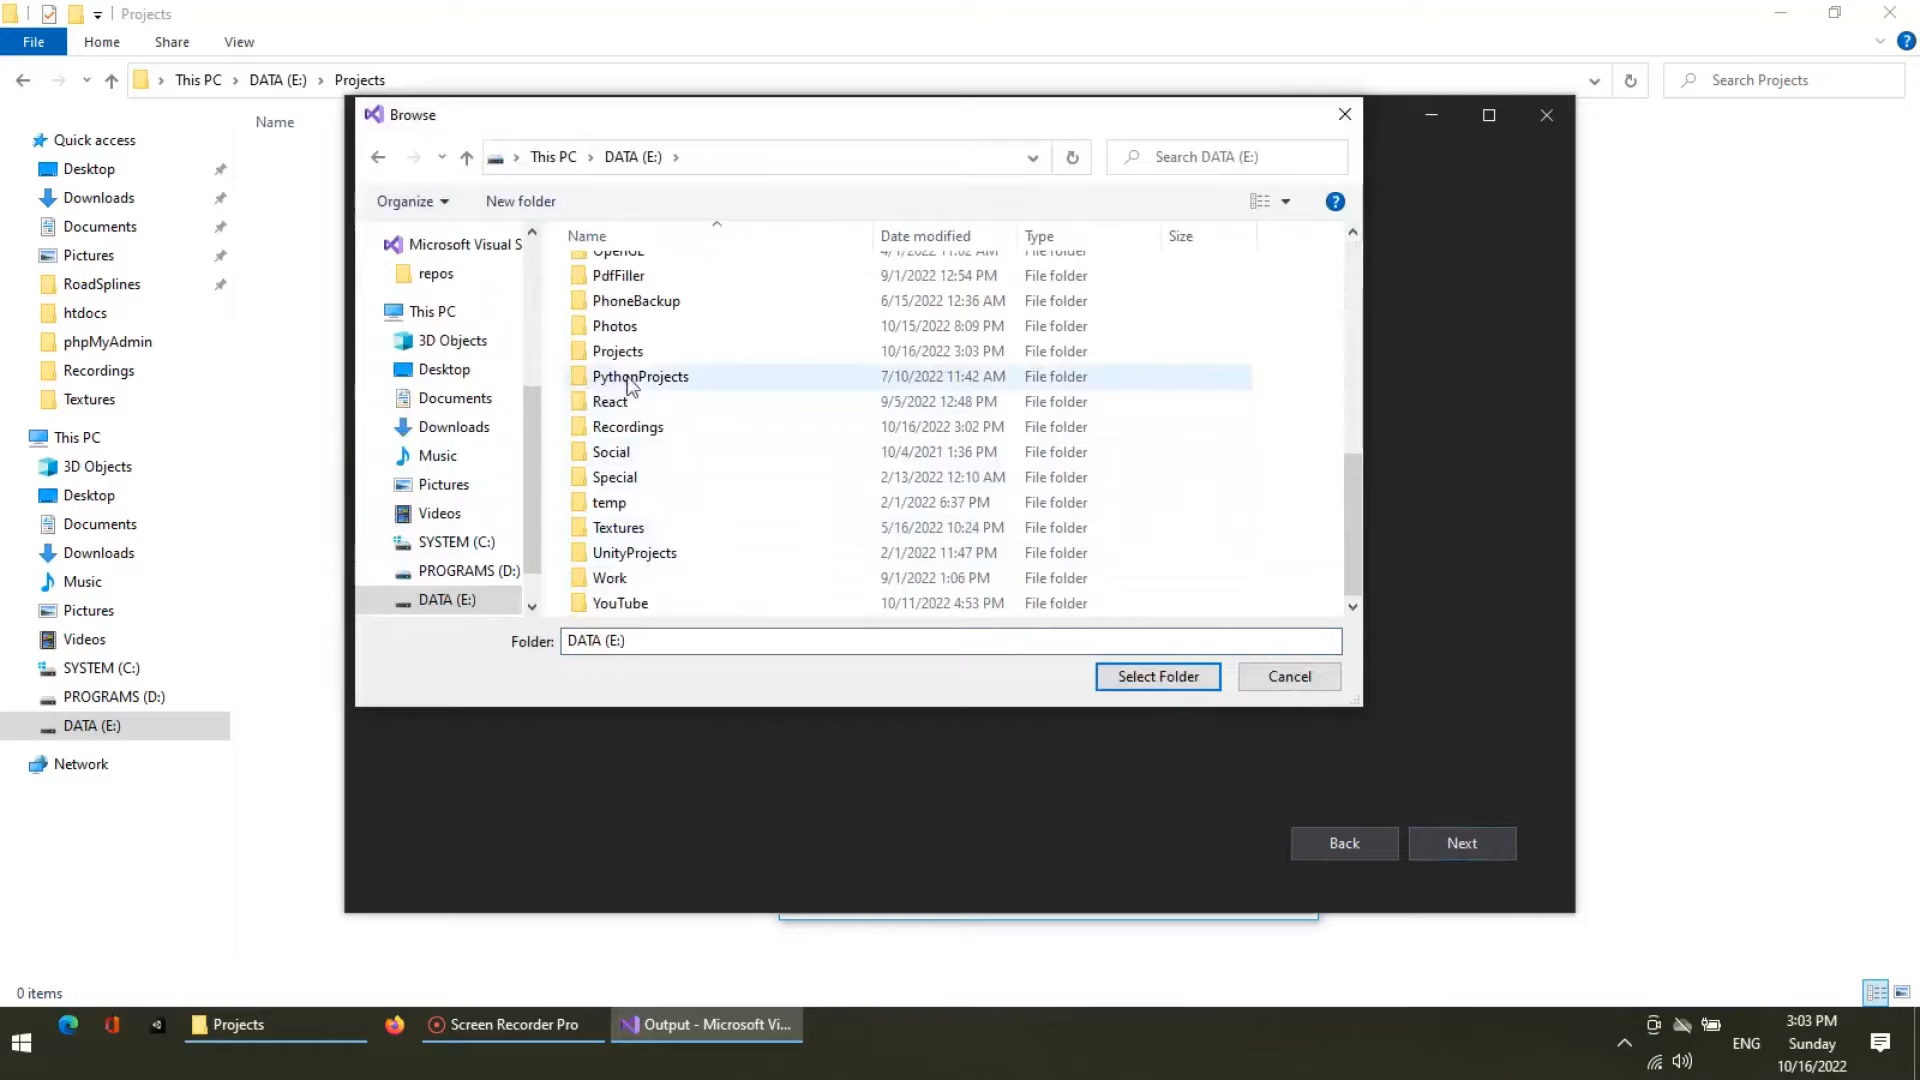 Projects
File Home Share View
This PC DATA (E:) Projects
Search Projects
Name
Quick access
Desktop
Downloads
Documents
Pictures
RoadSplines
htdocs
phpMyAdmin
Recordings
Textures
This PC
3D Objects
Desktop
Documents
Downloads
Music
Pictures
Videos
SYSTEM (C:)
PROGRAMS (D:)
DATA (E:)
Network
0 items
Browse
This PC DATA (E:)
Search DATA (E:)
Organize New folder
Microsoft Visual S
repos
This PC
3D Objects
Desktop
Documents
Downloads
Music
Pictures
Videos
SYSTEM (C:)
PROGRAMS (D:)
DATA (E:)
Name Date modified Type Size
OpenGL 4/1/2022 11:02 AM File folder
PdfFiller 9/1/2022 12:54 PM File folder
PhoneBackup 6/15/2022 12:36 AM File folder
Photos 10/15/2022 8:09 PM File folder
Projects 10/16/2022 3:03 PM File folder
PythonProjects 7/10/2022 11:42 AM File folder
React 9/5/2022 12:48 PM File folder
Recordings 10/16/2022 3:02 PM File folder
Social 10/4/2021 1:36 PM File folder
Special 2/13/2022 12:10 AM File folder
temp 2/1/2022 6:37 PM File folder
Textures 5/16/2022 10:24 PM File folder
UnityProjects 2/1/2022 11:47 PM File folder
Work 9/1/2022 1:06 PM File folder
YouTube 10/11/2022 4:53 PM File folder
Folder: DATA (E:)
Select Folder Cancel
Back Next
Projects
Screen Recorder Pro
Output - Microsoft Vi...
ENG
3:03 PM
Sunday
10/16/2022